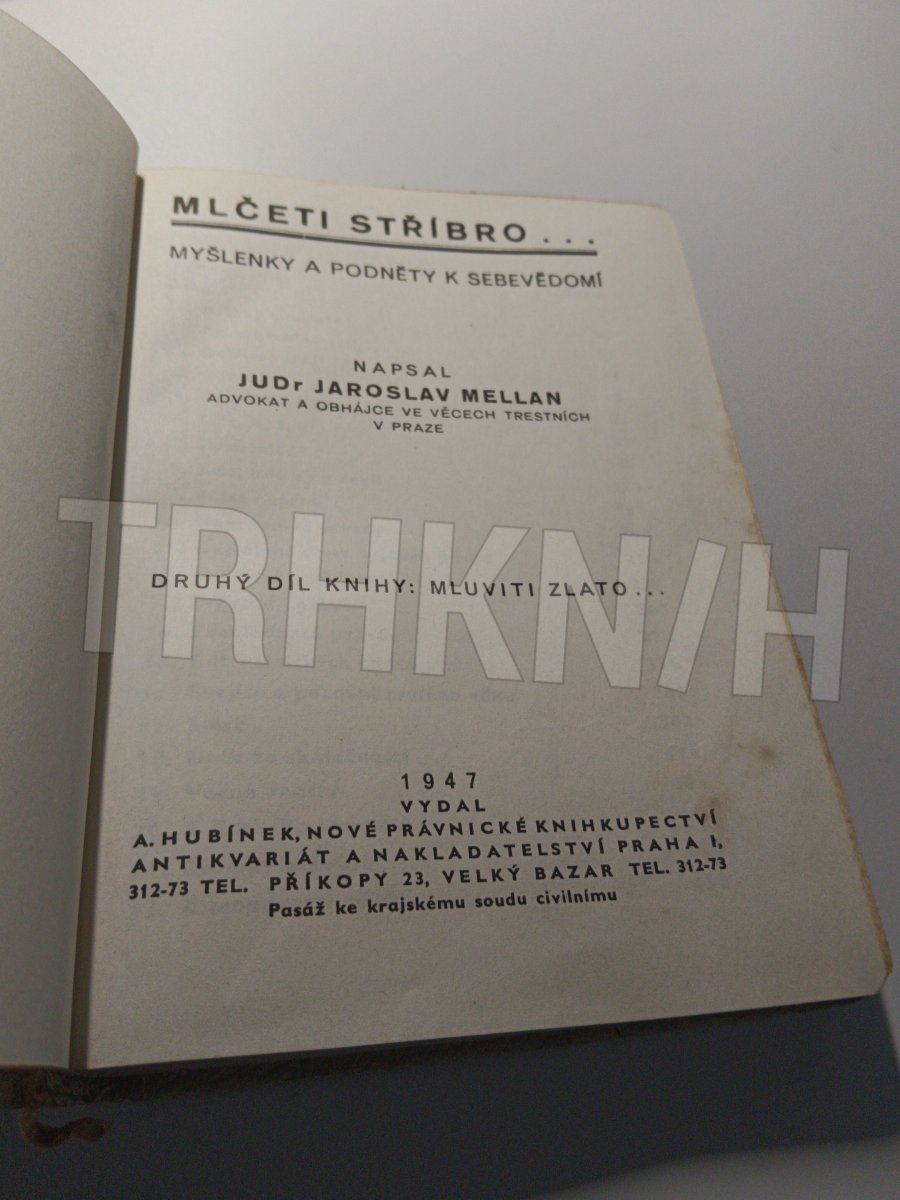 MLČETI STŘÍBRO...
MYŠLENKY A PODNĚTY K SEBEVĚDOMÍ
NAPSAL
JUDr JAROSLAV MELLAN
ADVOKAT A OBHÁJCE VE VĚCECH TRESTNÍCH
V PRAZE
TRHKN/H
DRUHÝ DÍL KNIHY: MLUVITI ZLATO...
1947
VYDAL
A. HUBÍNEK, NOVÉ PRÁVNICKÉ KNIHKUPECTVÍ
ANTIKVARIÁT A NAKLADATELSTVÍ PRAHA I,
312-73 TEL. PŘÍKOPY 23, VELKÝ BAZAR TEL. 312-73
Pasáž ke krajskému soudu civilnímu